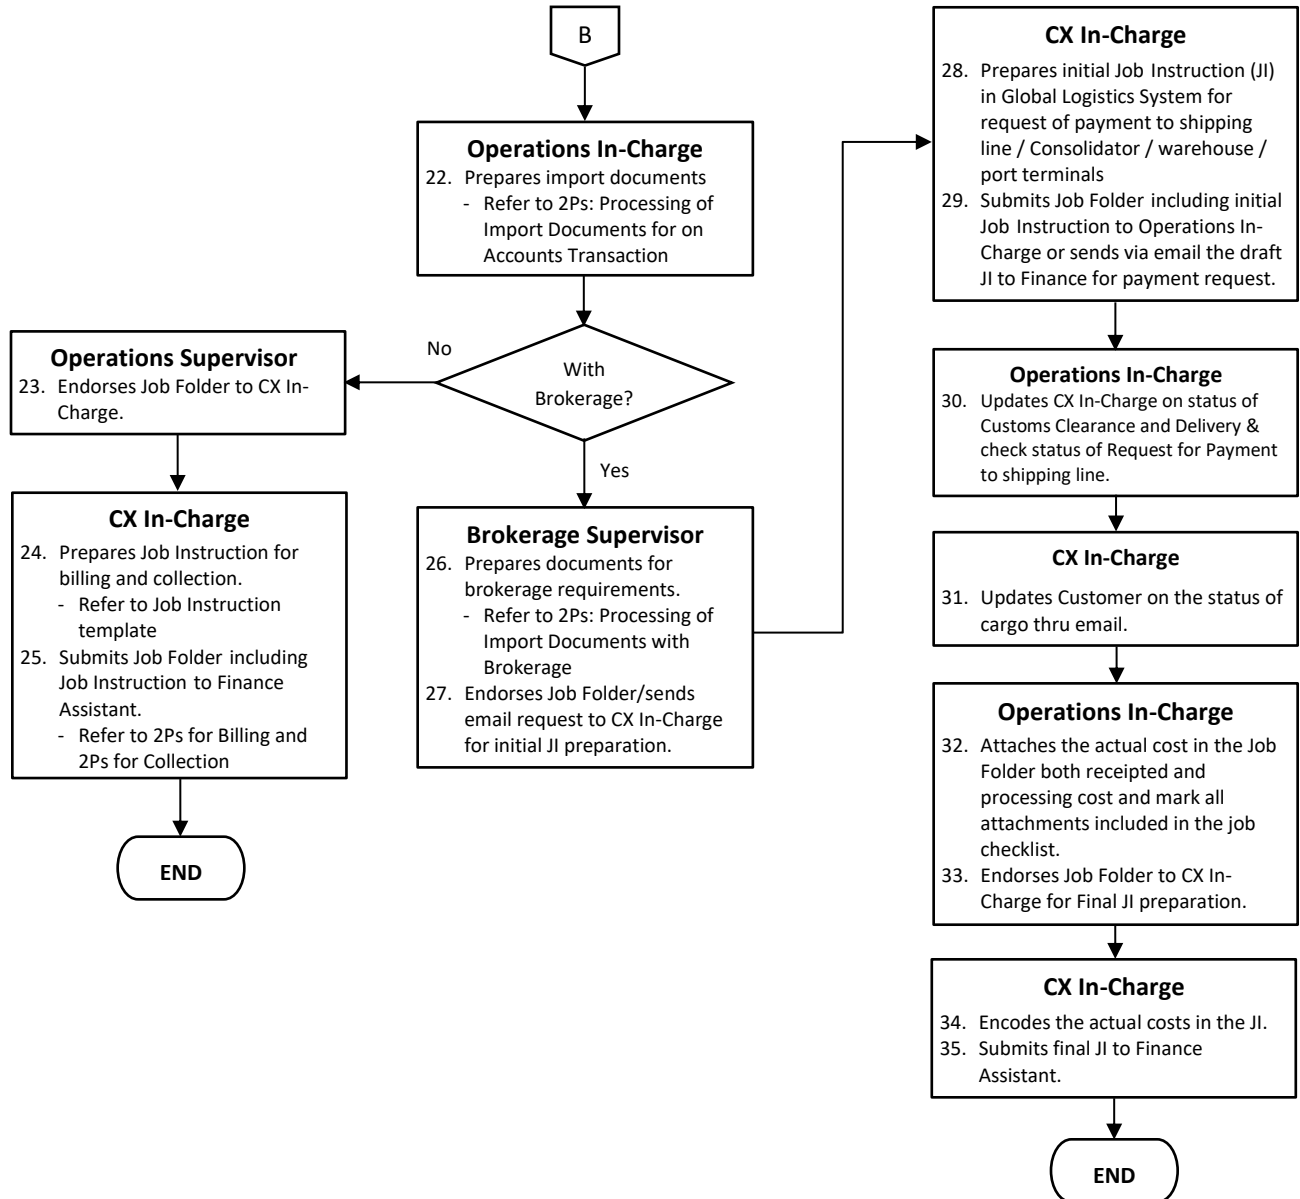 B
Operations In-Charge
22. Prepares import documents
- Refer to 2Ps: Processing of
Import Documents for on
Accounts Transaction
With
Brokerage?
No
Yes
Operations Supervisor
23. Endorses Job Folder to CX In-
Charge.
CX In-Charge
24. Prepares Job Instruction for
billing and collection.
- Refer to Job Instruction
template
25. Submits Job Folder including
Job Instruction to Finance
Assistant.
- Refer to 2Ps for Billing and
2Ps for Collection
END
Brokerage Supervisor
26. Prepares documents for
brokerage requirements.
- Refer to 2Ps: Processing of
Import Documents with
Brokerage
27. Endorses Job Folder/sends
email request to CX In-Charge
for initial JI preparation.
CX In-Charge
28. Prepares initial Job Instruction (JI)
in Global Logistics System for
request of payment to shipping
line / Consolidator / warehouse /
port terminals
29. Submits Job Folder including initial
Job Instruction to Operations In-
Charge or sends via email the draft
JI to Finance for payment request.
Operations In-Charge
30. Updates CX In-Charge on status of
Customs Clearance and Delivery &
check status of Request for Payment
to shipping line.
CX In-Charge
31. Updates Customer on the status of
cargo thru email.
Operations In-Charge
32. Attaches the actual cost in the Job
Folder both receipted and
processing cost and mark all
attachments included in the job
checklist.
33. Endorses Job Folder to CX In-
Charge for Final JI preparation.
CX In-Charge
34. Encodes the actual costs in the JI.
35. Submits final JI to Finance
Assistant.
END